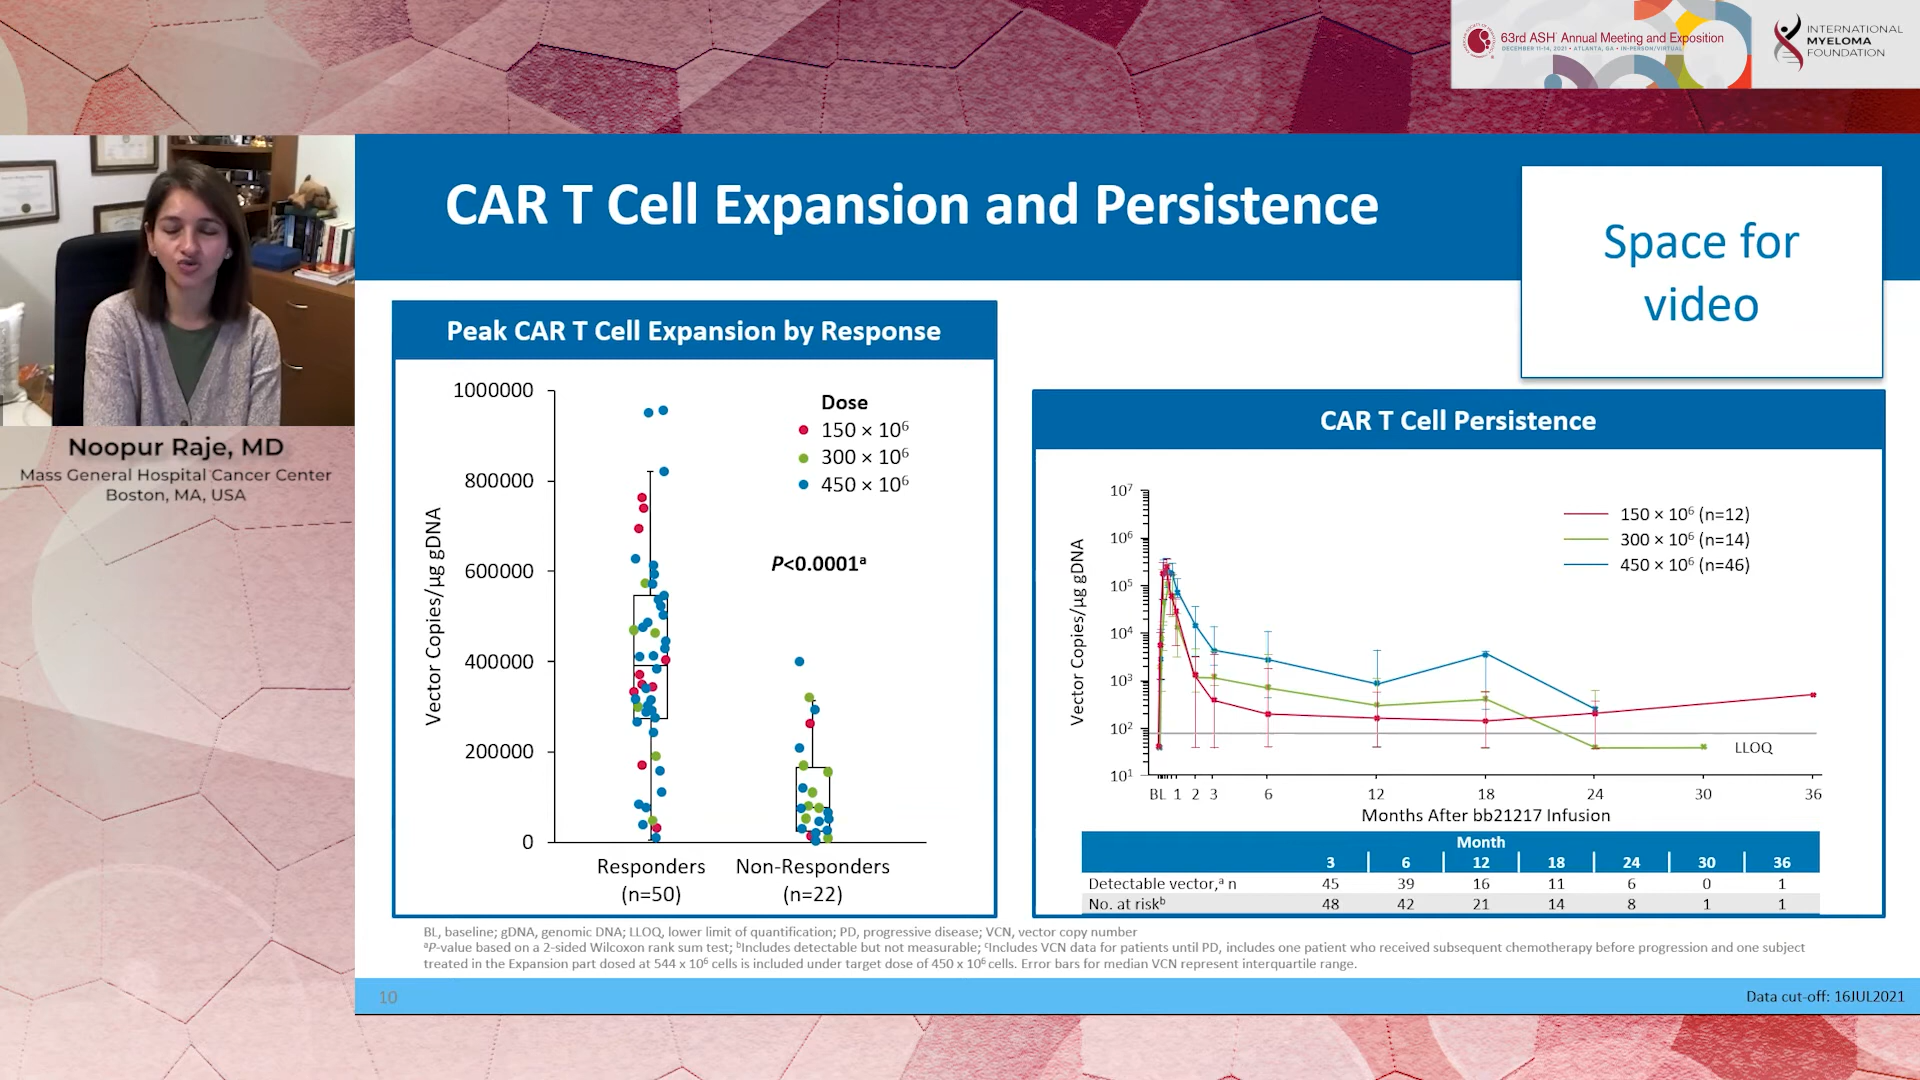 63rd ASH Annual Meeting and Exposition
DECEMBER 11-14, 2021 • ATLANTA, GA • IN-PERSON/VIRTUAL
INTERNATIONAL
MYELOMA
FOUNDATION
Noopur Raje, MD
Mass General Hospital Cancer Center
Boston, MA, USA
CAR T Cell Expansion and Persistence
Space for
video
Peak CAR T Cell Expansion by Response
Vector Copies/µg gDNA
1000000
800000
600000
400000
200000
0
Dose
150 × 10⁶
300 × 10⁶
450 × 10⁶
P<0.0001ᵃ
Responders
(n=50)
Non-Responders
(n=22)
CAR T Cell Persistence
Vector Copies/µg gDNA
10⁷
10⁶
10⁵
10⁴
10³
10²
10¹
150 × 10⁶ (n=12)
300 × 10⁶ (n=14)
450 × 10⁶ (n=46)
LLOQ
BL 1 2 3 6 12 18 24 30 36
Months After bb21217 Infusion
Month
3 6 12 18 24 30 36
Detectable vector,ᵃ n 45 39 16 11 6 0 1
No. at riskᵇ 48 42 21 14 8 1 1
BL, baseline; gDNA, genomic DNA; LLOQ, lower limit of quantification; PD, progressive disease; VCN, vector copy number
ᵃP-value based on a 2-sided Wilcoxon rank sum test; ᵇIncludes detectable but not measurable; ᶜIncludes VCN data for patients until PD, includes one patient who received subsequent chemotherapy before progression and one subject
treated in the Expansion part dosed at 544 x 10⁶ cells is included under target dose of 450 x 10⁶ cells. Error bars for median VCN represent interquartile range.
10
Data cut-off: 16JUL2021